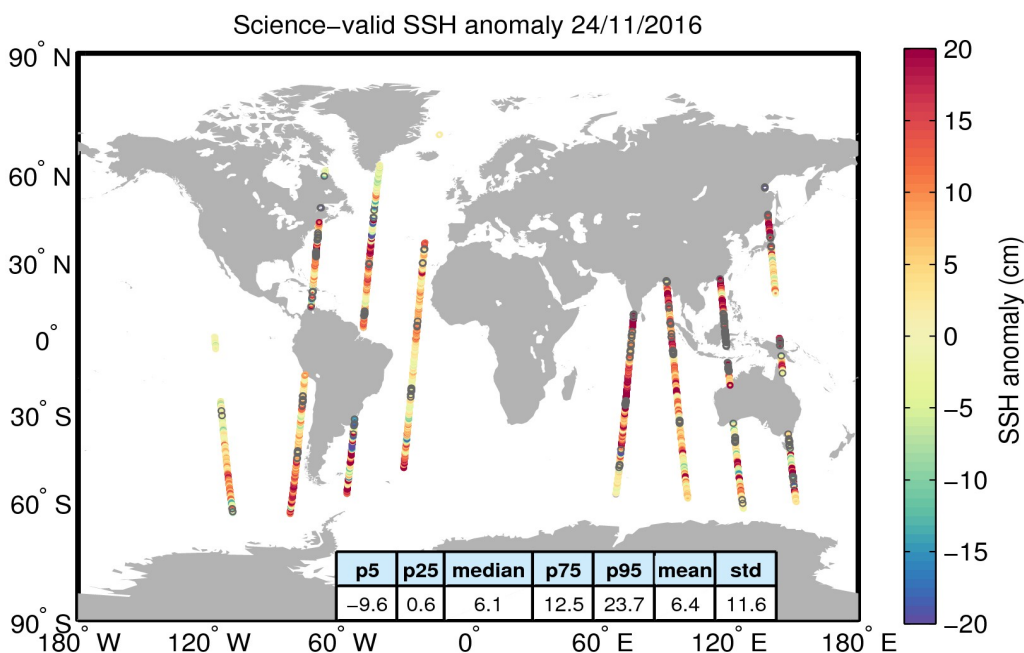 Science−valid SSH anomaly 24/11/2016
90° N
60° N
30° N
0°
30° S
60° S
90° S
180° W
120° W
60° W
0°
60° E
120° E
180° E
p5 p25 median p75 p95 mean std
−9.6 0.6 6.1 12.5 23.7 6.4 11.6
20
15
10
5
0
−5
−10
−15
−20
SSH anomaly (cm)